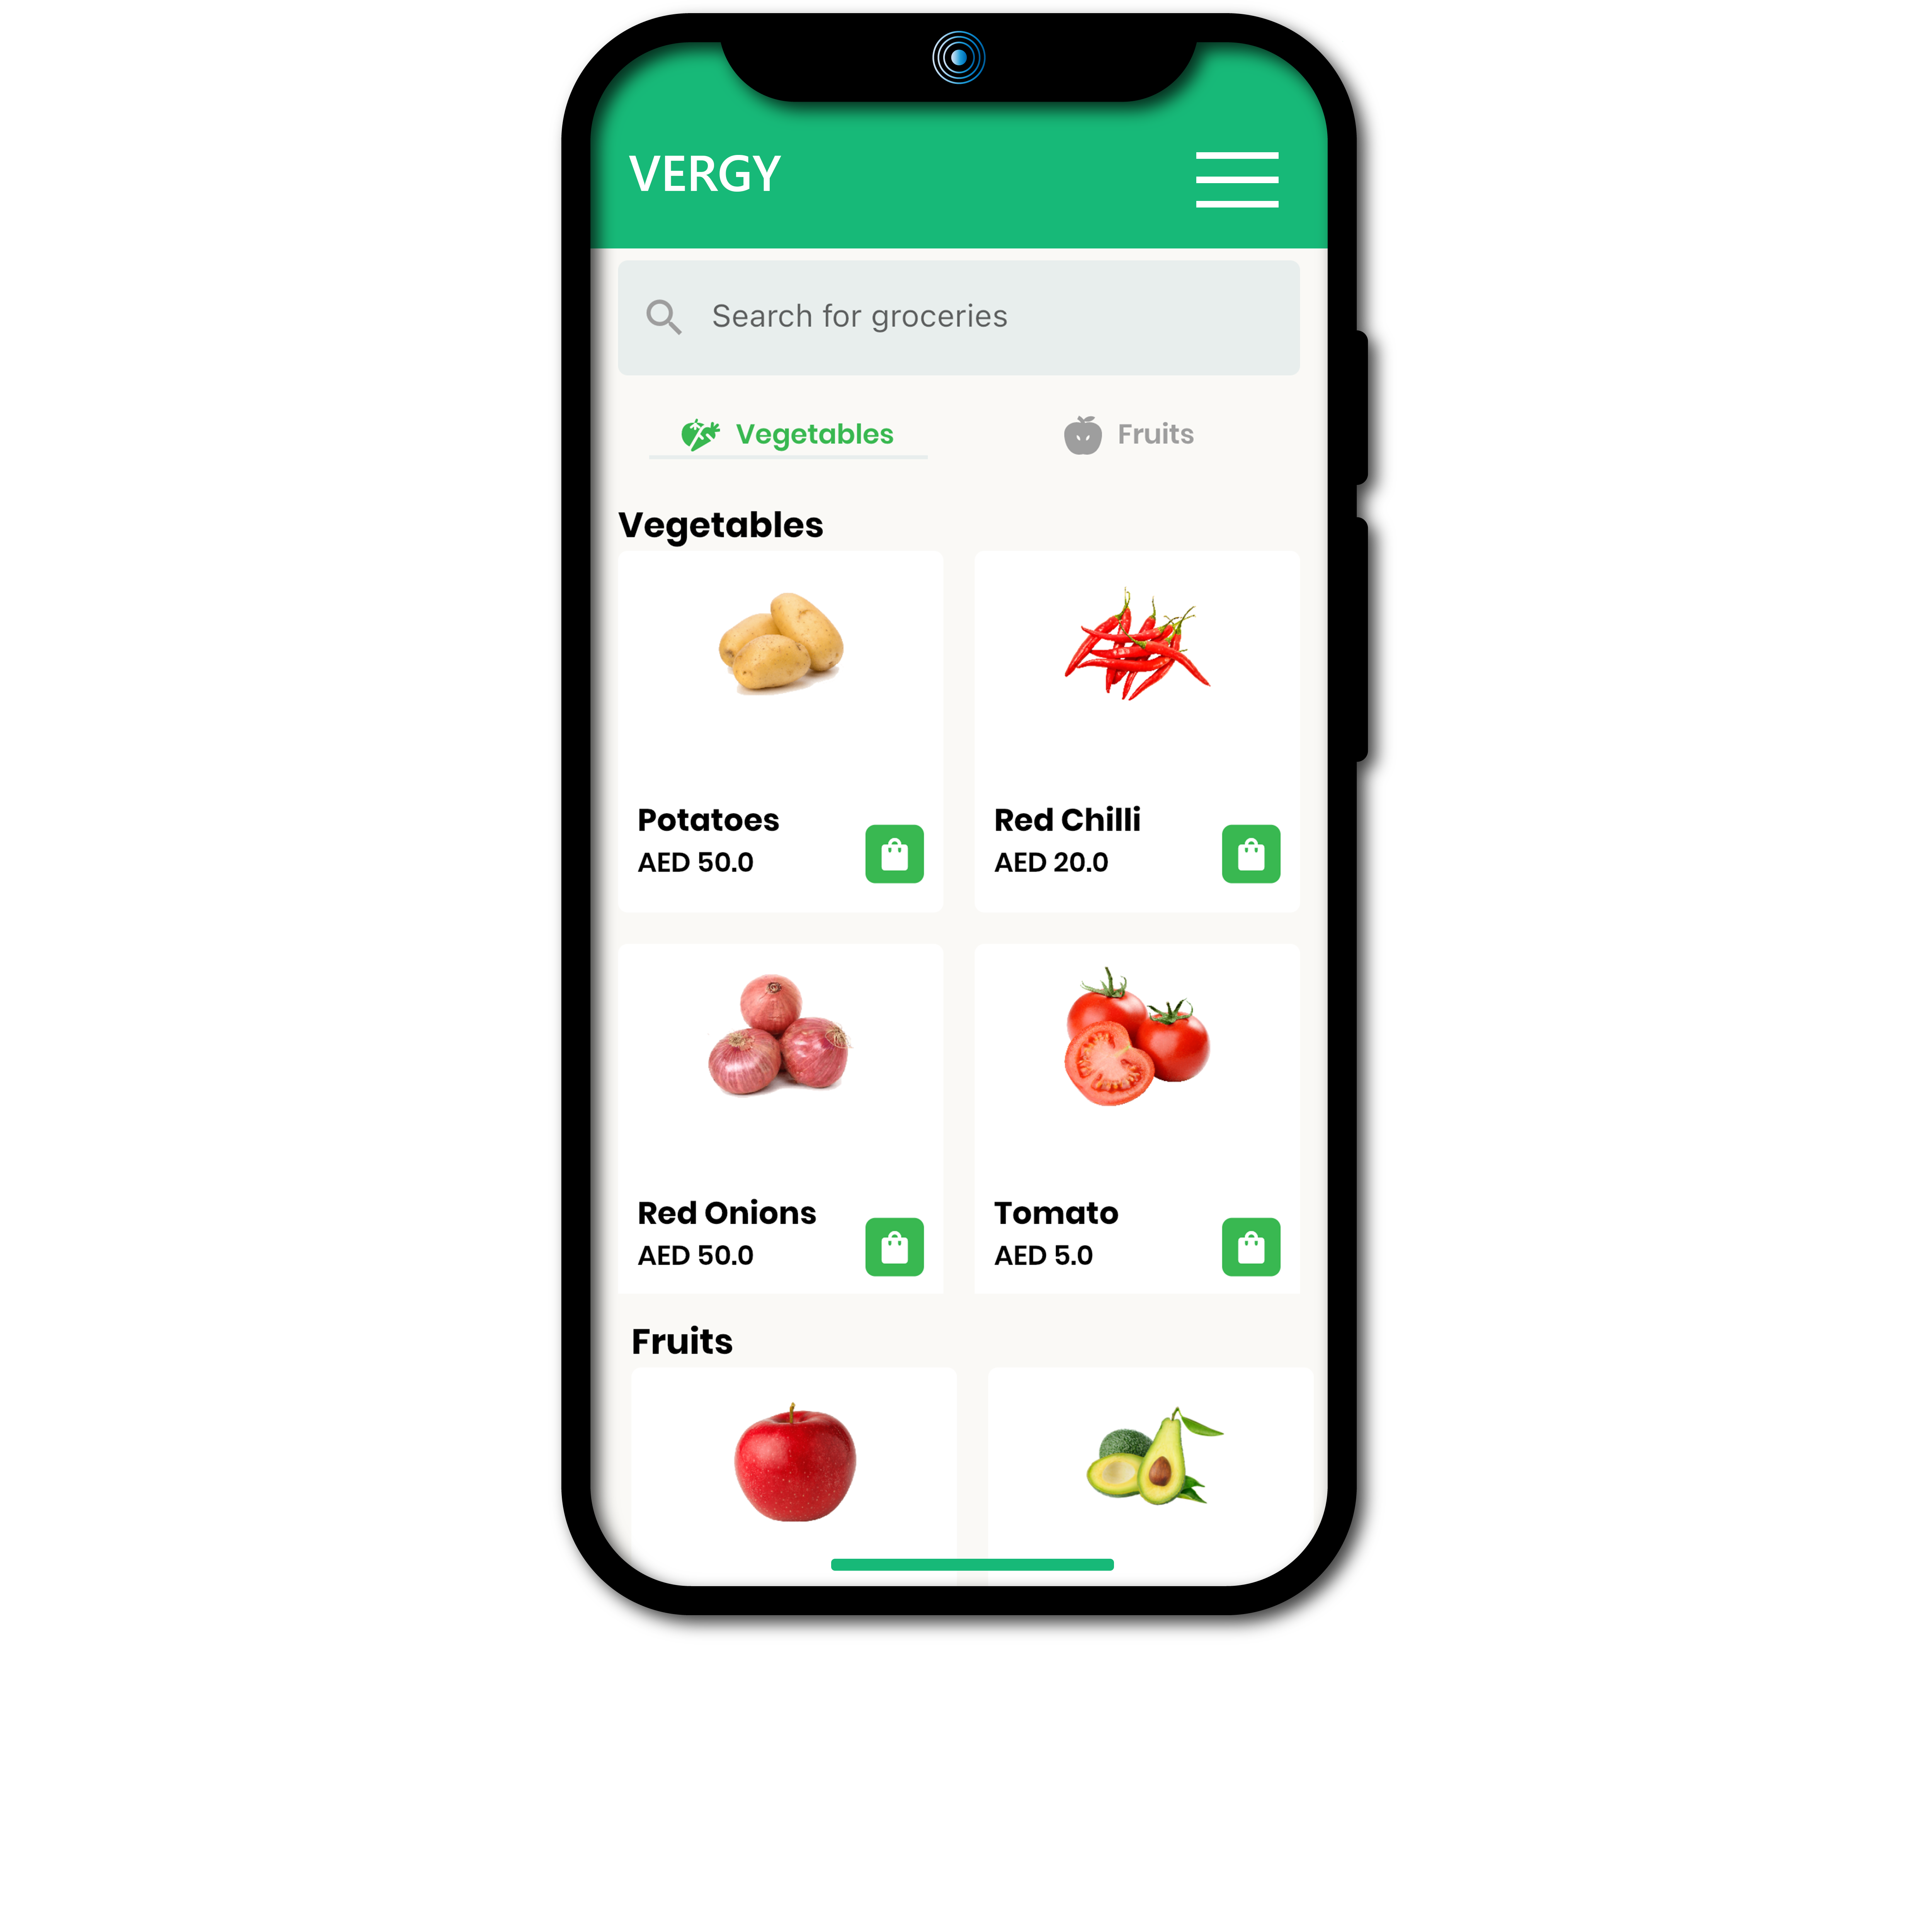 VERGY
Search for groceries
Vegetables
Fruits
Vegetables
Potatoes
AED 50.0
Red Chilli
AED 20.0
Red Onions
AED 50.0
Tomato
AED 5.0
Fruits